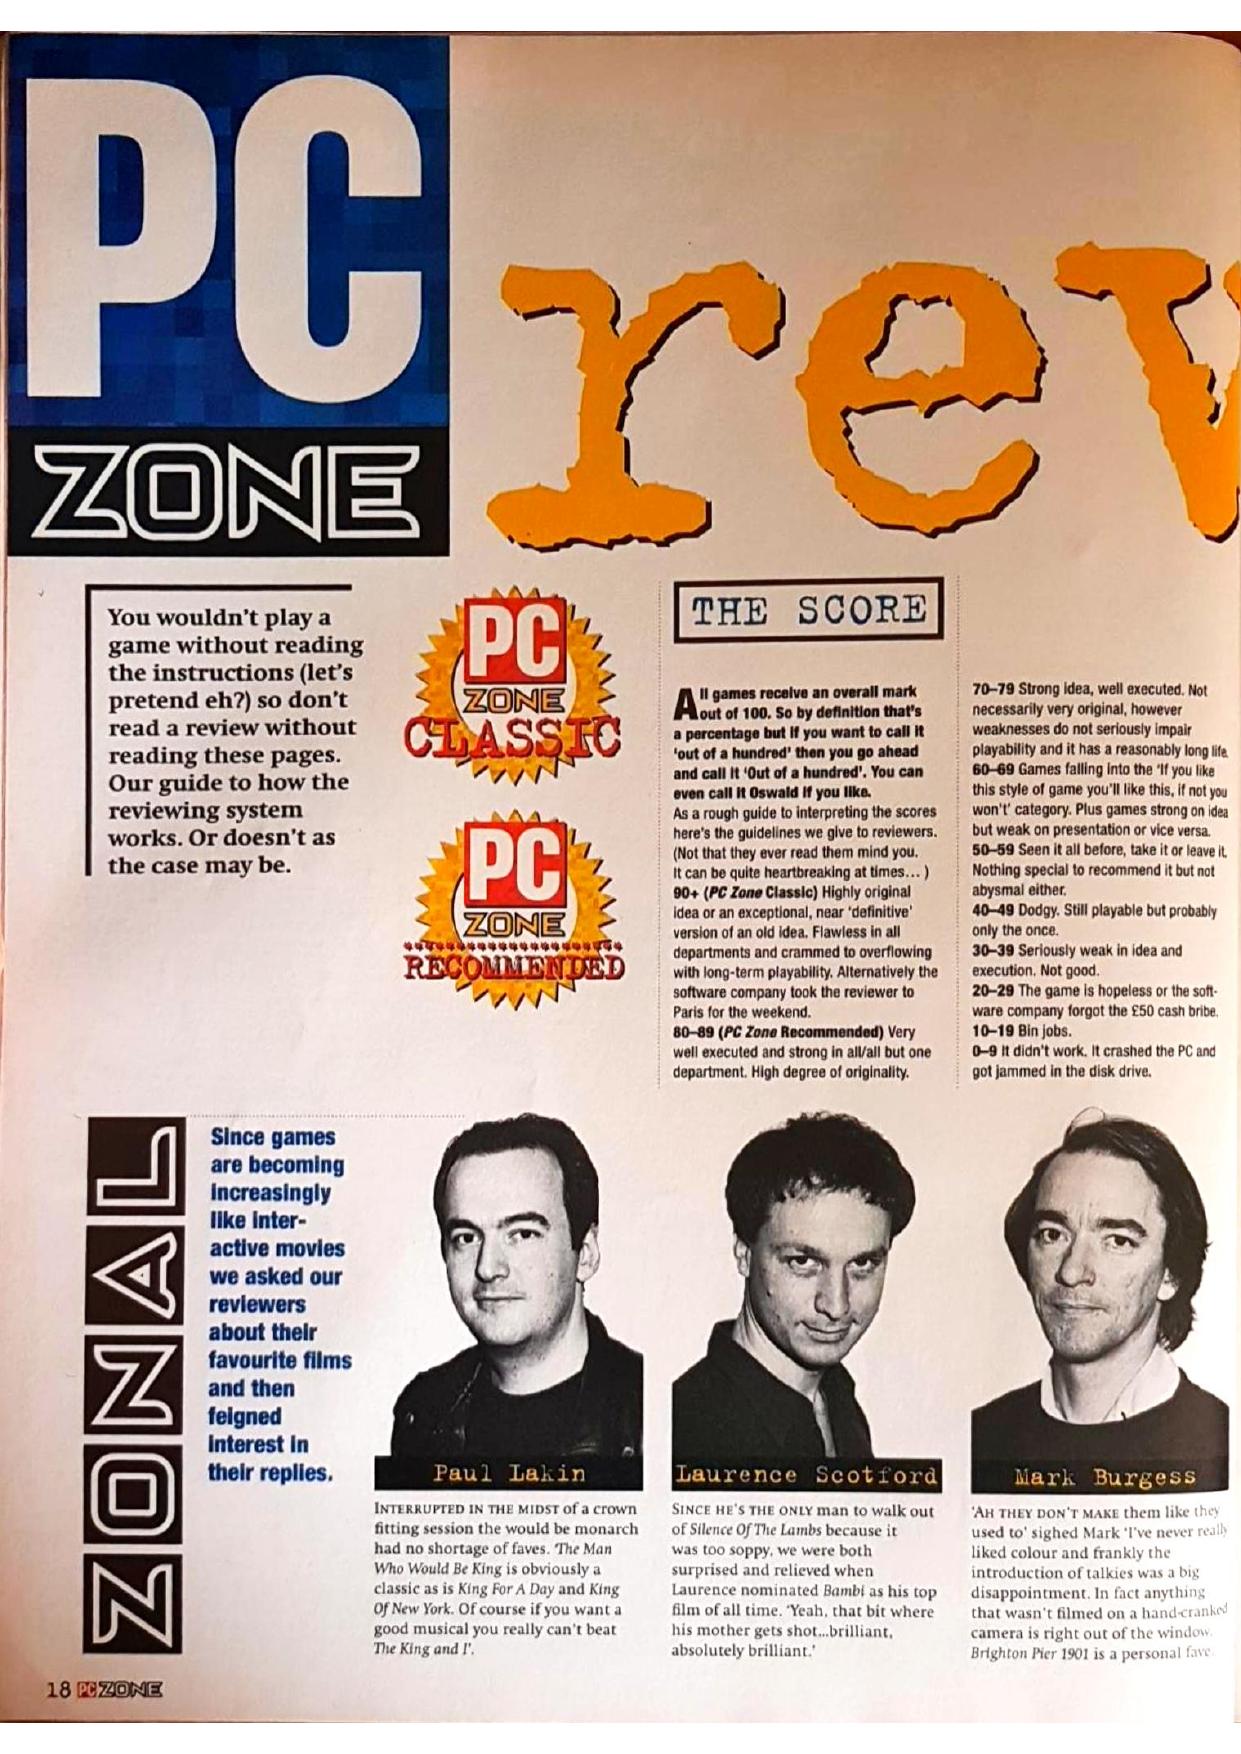 PC
ZONE
rev
You wouldn't play a
game without reading
the instructions (let's
pretend eh?) so don't
read a review without
reading these pages.
Our guide to how the
reviewing system
works. Or doesn't as
the case may be.
PC
ZONE
CLASSIC
PC
ZONE
RECOMMENDED
THE SCORE
All games receive an overall mark
out of 100. So by definition that's
a percentage but if you want to call it
'out of a hundred' then you go ahead
and call it 'Out of a hundred'. You can
even call it Oswald if you like.
As a rough guide to interpreting the scores
here's the guidelines we give to reviewers.
(Not that they ever read them mind you.
It can be quite heartbreaking at times... )
90+ (PC Zone Classic) Highly original
idea or an exceptional, near 'definitive'
version of an old idea. Flawless in all
departments and crammed to overflowing
with long-term playability. Alternatively the
software company took the reviewer to
Paris for the weekend.
80–89 (PC Zone Recommended) Very
well executed and strong in all/all but one
department. High degree of originality.
70–79 Strong idea, well executed. Not
necessarily very original, however
weaknesses do not seriously impair
playability and it has a reasonably long life.
60–69 Games falling into the 'If you like
this style of game you'll like this, if not you
won't' category. Plus games strong on idea
but weak on presentation or vice versa.
50–59 Seen it all before, take it or leave it.
Nothing special to recommend it but not
abysmal either.
40–49 Dodgy. Still playable but probably
only the once.
30–39 Seriously weak in idea and
execution. Not good.
20–29 The game is hopeless or the soft-
ware company forgot the £50 cash bribe.
10–19 Bin jobs.
0–9 It didn't work. It crashed the PC and
got jammed in the disk drive.
ZONAL
Since games
are becoming
increasingly
like inter-
active movies
we asked our
reviewers
about their
favourite films
and then
feigned
interest in
their replies.
Paul Lakin
INTERRUPTED IN THE MIDST of a crown
fitting session the would be monarch
had no shortage of faves. 'The Man
Who Would Be King is obviously a
classic as is King For A Day and King
Of New York. Of course if you want a
good musical you really can't beat
The King and I'.
Laurence Scotford
SINCE HE'S THE ONLY man to walk out
of Silence Of The Lambs because it
was too soppy, we were both
surprised and relieved when
Laurence nominated Bambi as his top
film of all time. 'Yeah, that bit where
his mother gets shot...brilliant,
absolutely brilliant.'
Mark Burgess
'AH THEY DON'T MAKE them like they
used to' sighed Mark 'I've never really
liked colour and frankly the
introduction of talkies was a big
disappointment. In fact anything
that wasn't filmed on a hand-cranked
camera is right out of the window.
Brighton Pier 1901 is a personal fave.
18 PC ZONE